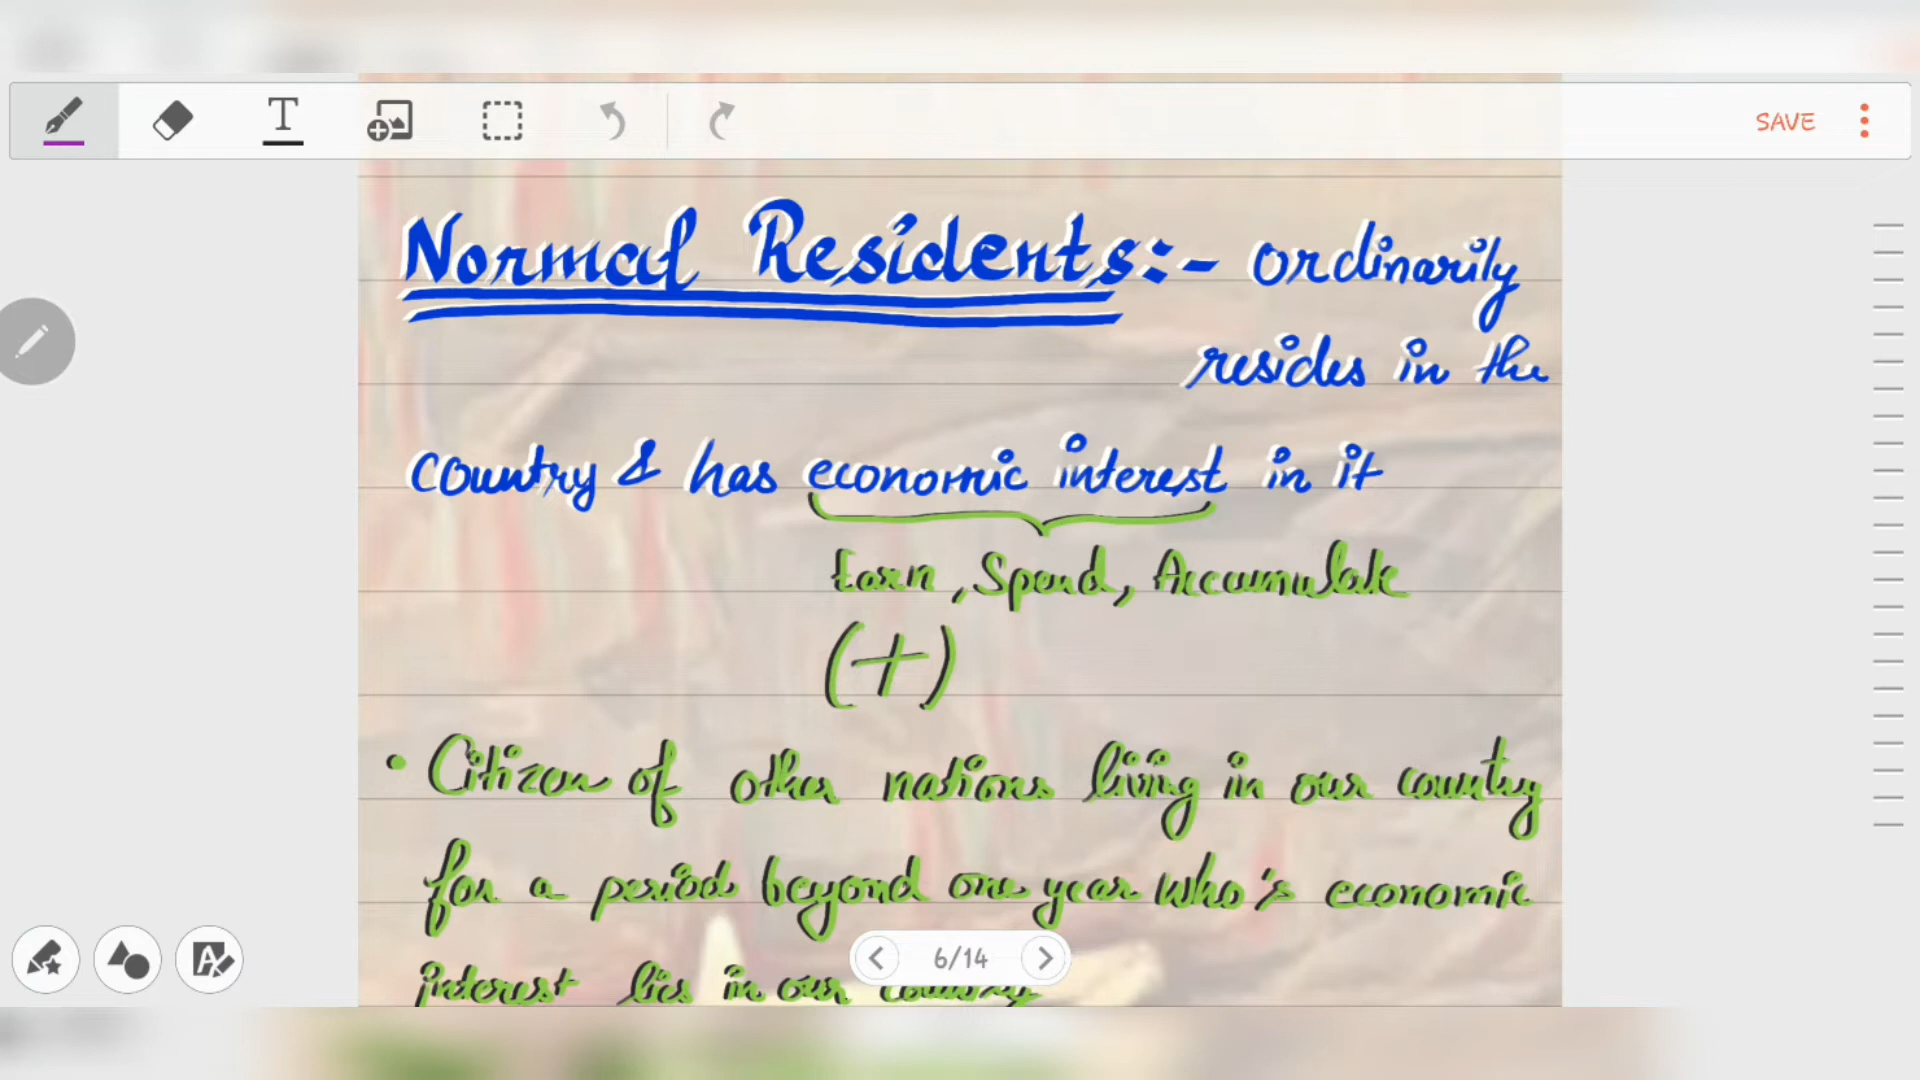 T
SAVE
Normal Residents:- ordinarily
resides in the
country & has economic interest in it
Earn, Spend, Accumulate
(+)
• Citizen of other nations living in our country
for a period beyond one year who's economic
interest lies in our country
6/14